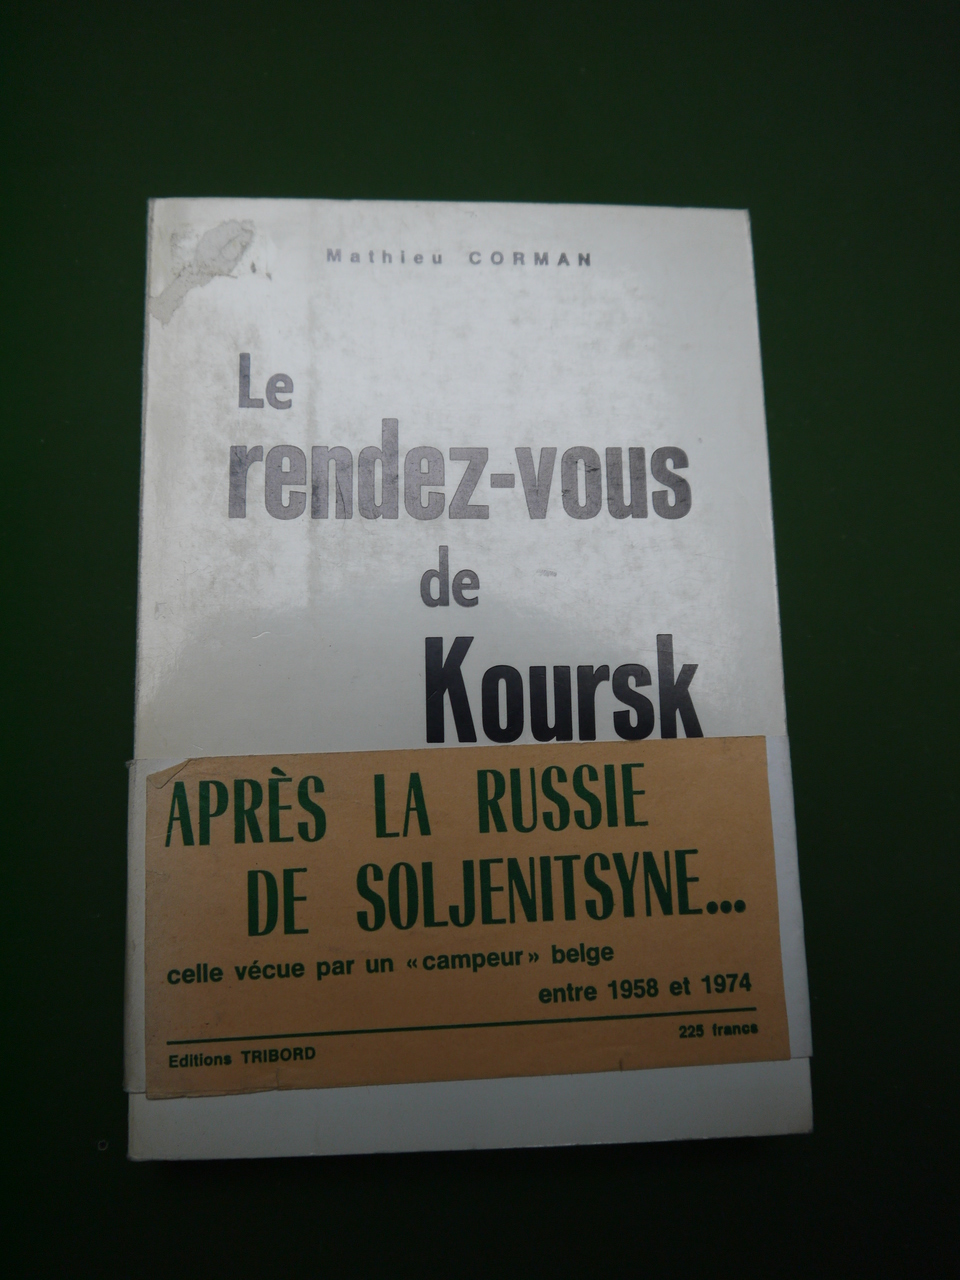 Mathieu CORMAN
Le
rendez-vous
de
Koursk
APRÈS LA RUSSIE
DE SOLJENITSYNE...
celle vécue par un «campeur» belge
entre 1958 et 1974
225 francs
Editions TRIBORD